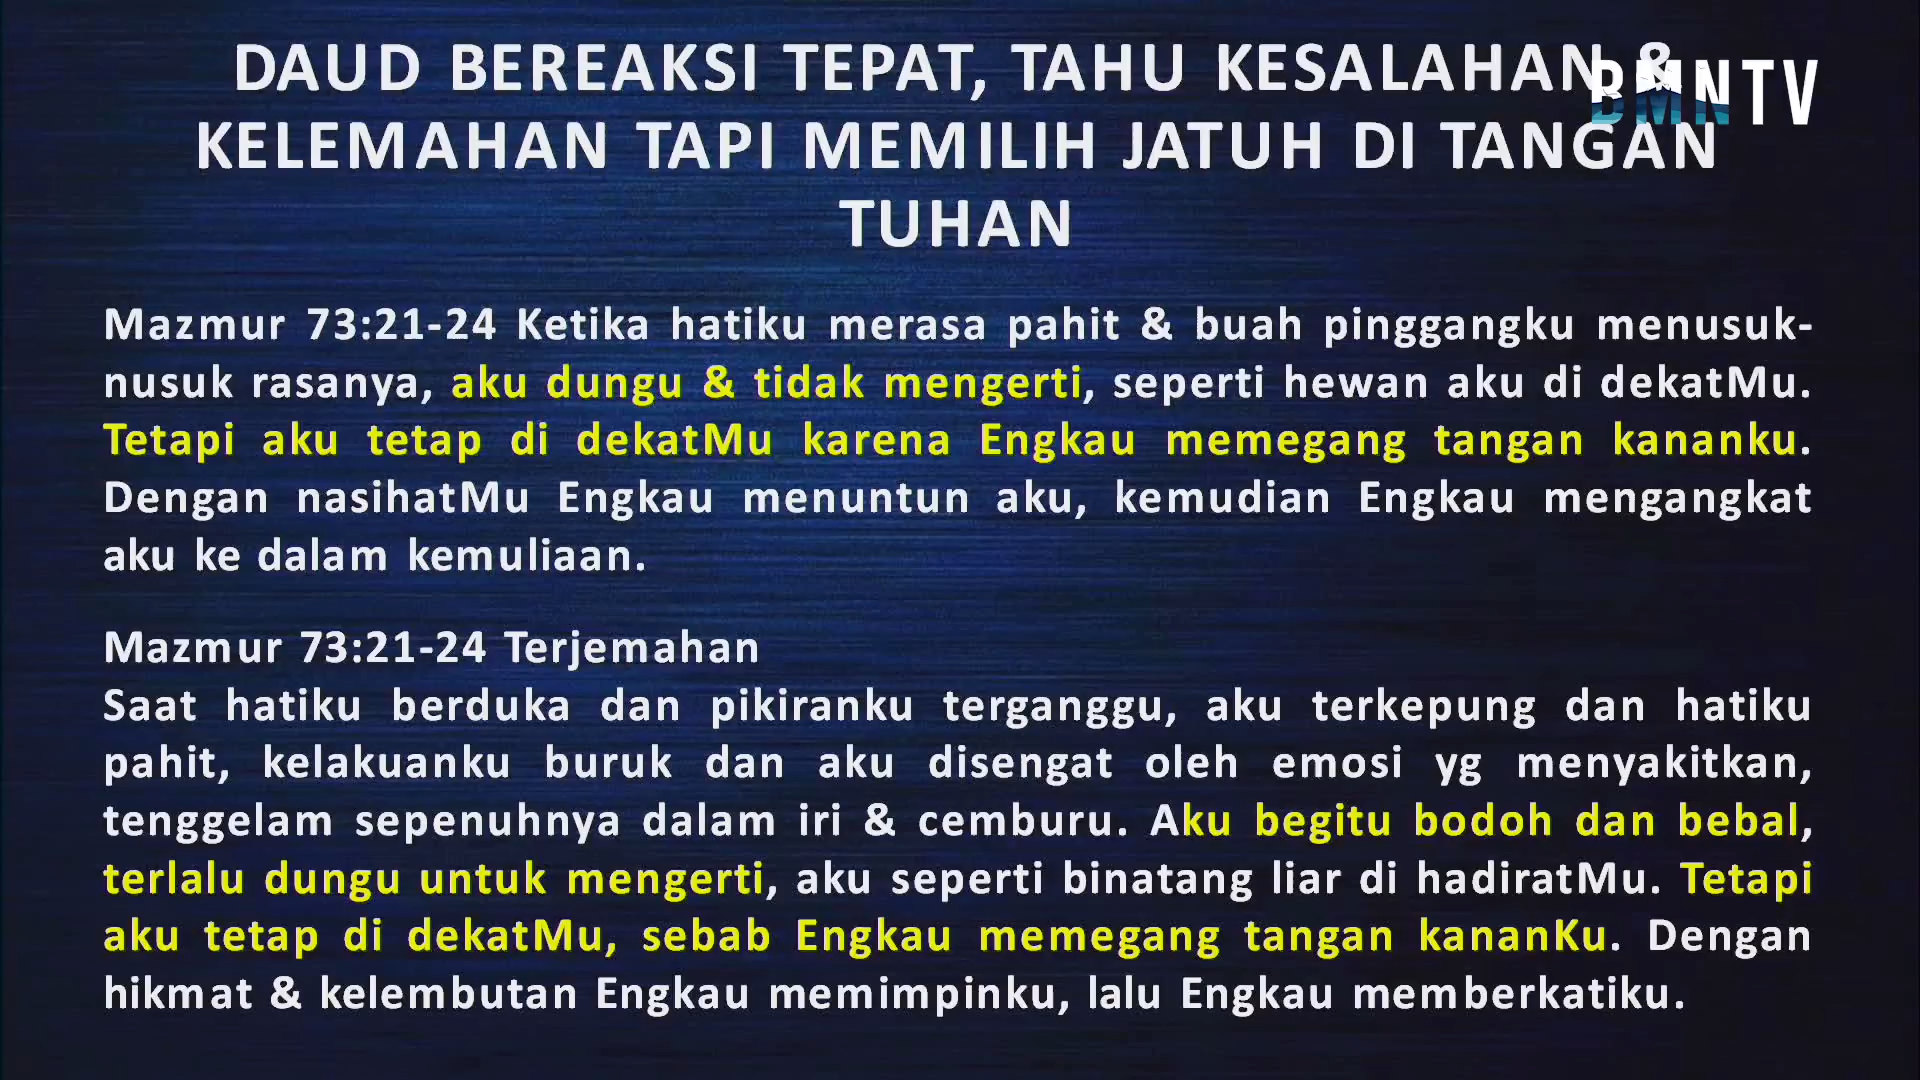 DAUD BEREAKSI TEPAT, TAHU KESALAHAN &
BMNTV
KELEMAHAN TAPI MEMILIH JATUH DI TANGAN
TUHAN
Mazmur 73:21-24 Ketika hatiku merasa pahit & buah pinggangku menusuk-
nusuk rasanya, aku dungu & tidak mengerti, seperti hewan aku di dekatMu.
Tetapi aku tetap di dekatMu karena Engkau memegang tangan kananku.
Dengan nasihatMu Engkau menuntun aku, kemudian Engkau mengangkat
aku ke dalam kemuliaan.
Mazmur 73:21-24 Terjemahan
Saat hatiku berduka dan pikiranku terganggu, aku terkepung dan hatiku
pahit, kelakuanku buruk dan aku disengat oleh emosi yg menyakitkan,
tenggelam sepenuhnya dalam iri & cemburu. Aku begitu bodoh dan bebal,
terlalu dungu untuk mengerti, aku seperti binatang liar di hadiratMu. Tetapi
aku tetap di dekatMu, sebab Engkau memegang tangan kananKu. Dengan
hikmat & kelembutan Engkau memimpinku, lalu Engkau memberkatiku.